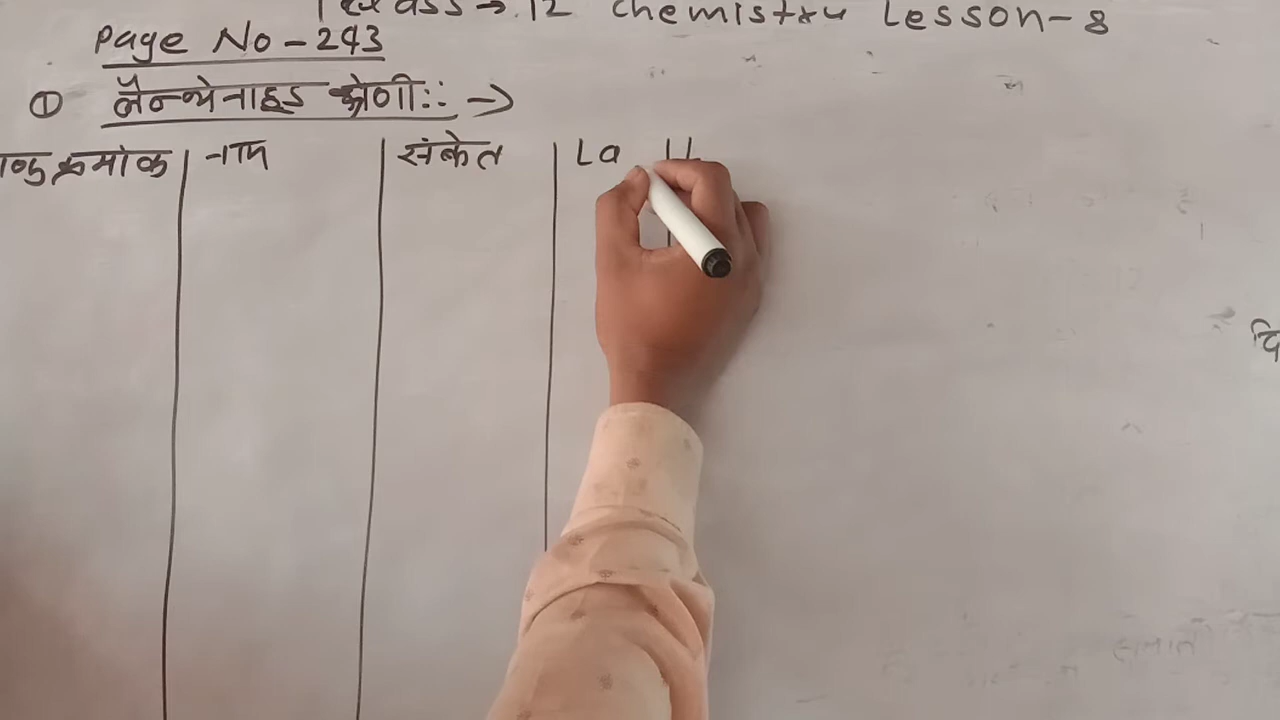 Class → 12 Chemistry Lesson-8
Page No - 243
① लैन्थेनाइड श्रेणी::→
क्रमांक नाम संकेत La